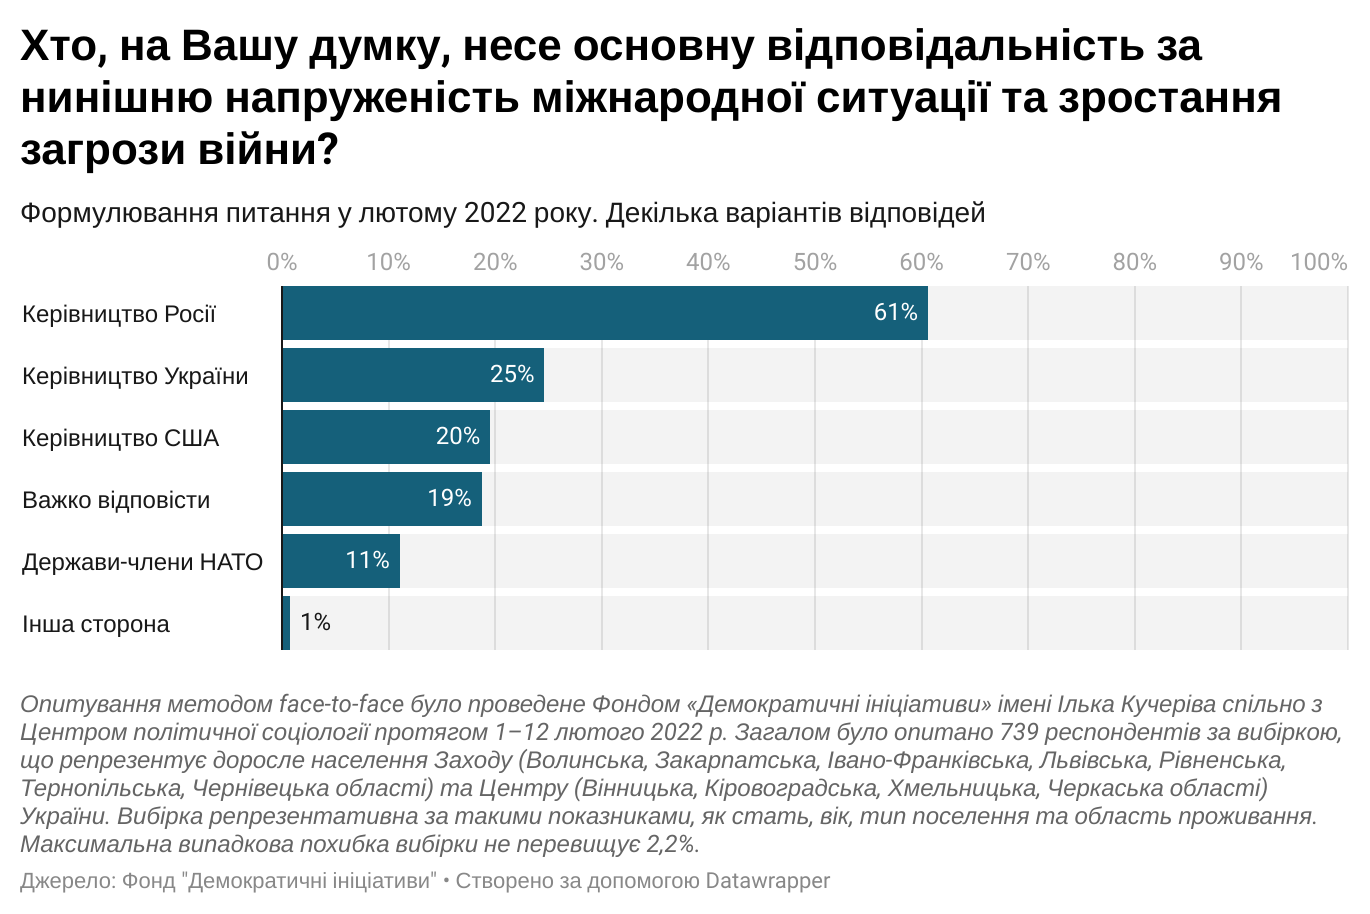 Хто, на Вашу думку, несе основну відповідальність за
нинішню напруженість міжнародної ситуації та зростання
загрози війни?
Формулювання питання у лютому 2022 року. Декілька варіантів відповідей
0% 10% 20% 30% 40% 50% 60% 70% 80% 90% 100%
Керівництво Росії 61%
Керівництво України 25%
Керівництво США 20%
Важко відповісти 19%
Держави-члени НАТО 11%
Інша сторона 1%
Опитування методом face-to-face було проведене Фондом «Демократичні ініціативи» імені Ілька Кучеріва спільно з
Центром політичної соціології протягом 1–12 лютого 2022 р. Загалом було опитано 739 респондентів за вибіркою,
що репрезентує доросле населення Заходу (Волинська, Закарпатська, Івано-Франківська, Львівська, Рівненська,
Тернопільська, Чернівецька області) та Центру (Вінницька, Кіровоградська, Хмельницька, Черкаська області)
України. Вибірка репрезентативна за такими показниками, як стать, вік, тип поселення та область проживання.
Максимальна випадкова похибка вибірки не перевищує 2,2%.
Джерело: Фонд "Демократичні ініціативи" • Створено за допомогою Datawrapper